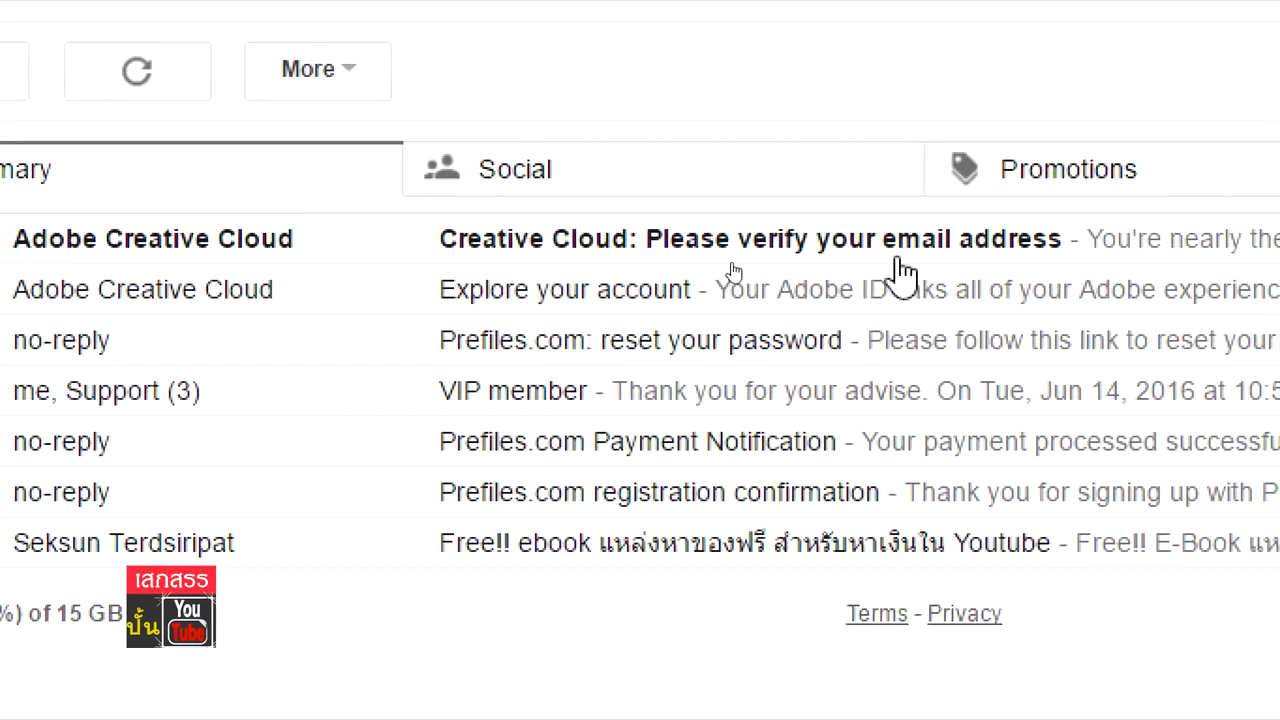 More
mary Social Promotions
Adobe Creative Cloud Creative Cloud: Please verify your email address - You're nearly the
Adobe Creative Cloud Explore your account - Your Adobe ID links all of your Adobe experienc
no-reply Prefiles.com: reset your password - Please follow this link to reset your
me, Support (3) VIP member - Thank you for your advise. On Tue, Jun 14, 2016 at 10:5
no-reply Prefiles.com Payment Notification - Your payment processed successfu
no-reply Prefiles.com registration confirmation - Thank you for signing up with P
Seksun Terdsiripat Free!! ebook แหล่งหาของฟรี สำหรับหาเงินใน Youtube - Free!! E-Book แห
%) of 15 GB Terms - Privacy
เสกสรร
ปั้น You
Tube